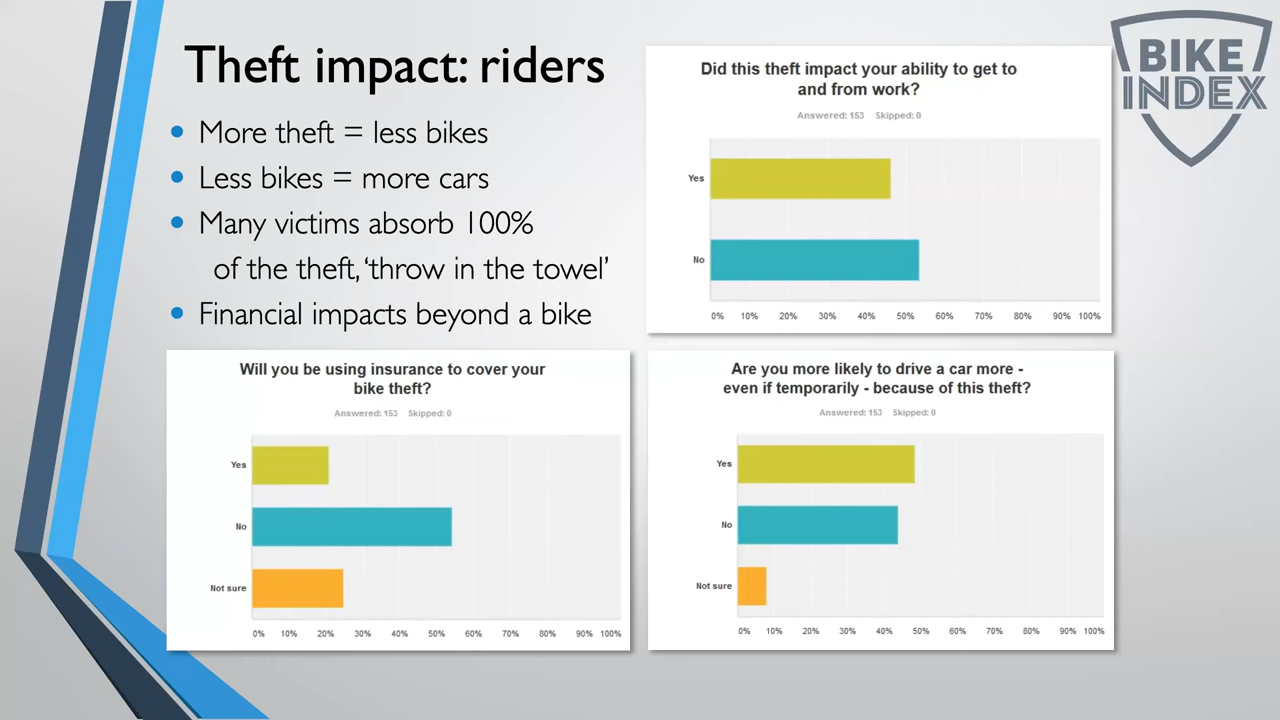 Theft impact: riders
More theft = less bikes
Less bikes = more cars
Many victims absorb 100%
of the theft, ‘throw in the towel’
Financial impacts beyond a bike
BIKE
INDEX
Did this theft impact your ability to get to
and from work?
Answered: 153 Skipped: 0
Yes
No
0% 10% 20% 30% 40% 50% 60% 70% 80% 90% 100%
Will you be using insurance to cover your
bike theft?
Answered: 153 Skipped: 0
Yes
No
Not sure
0% 10% 20% 30% 40% 50% 60% 70% 80% 90% 100%
Are you more likely to drive a car more -
even if temporarily - because of this theft?
Answered: 153 Skipped: 0
Yes
No
Not sure
0% 10% 20% 30% 40% 50% 60% 70% 80% 90% 100%